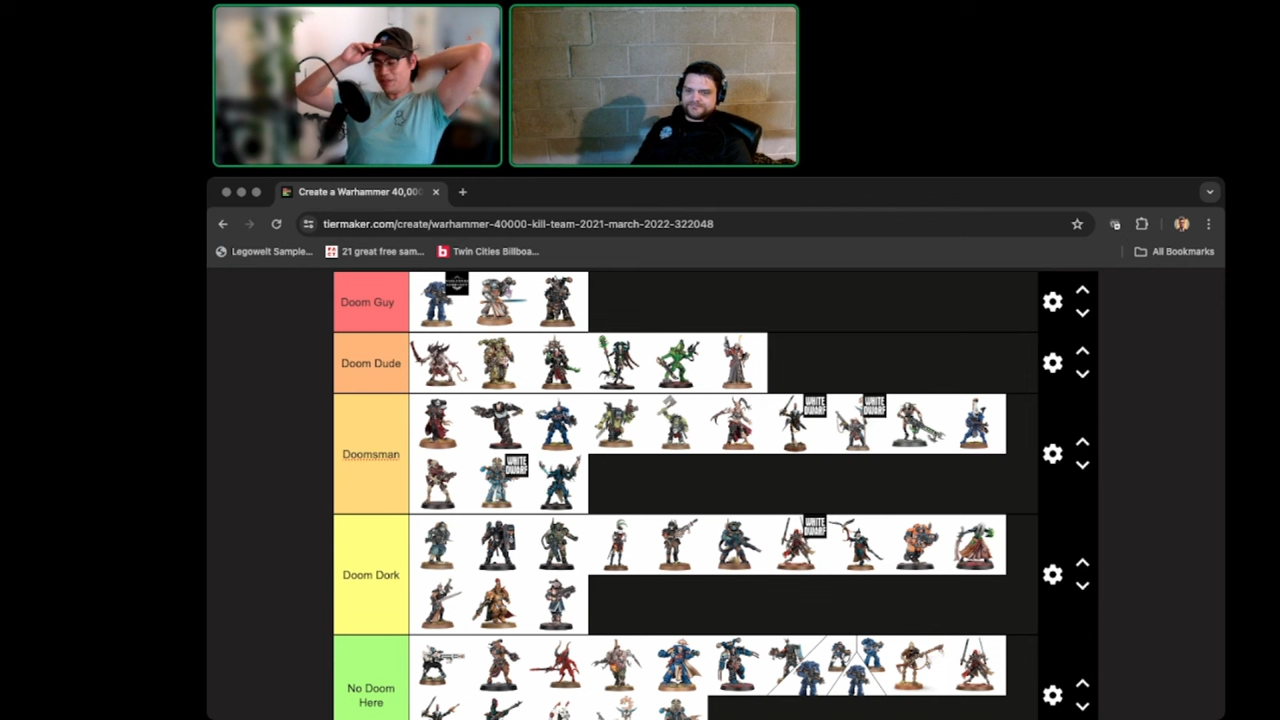 Create a Warhammer 40,00
tiermaker.com/create/warhammer-40000-kill-team-2021-march-2022-322048
Legowelt Sample...
21 great free sam...
Twin Cities Billboa...
All Bookmarks
Doom Guy
Doom Dude
Doomsman
WHITE DWARF
WHITE DWARF
WHITE DWARF
Doom Dork
WHITE DWARF
No Doom
Here